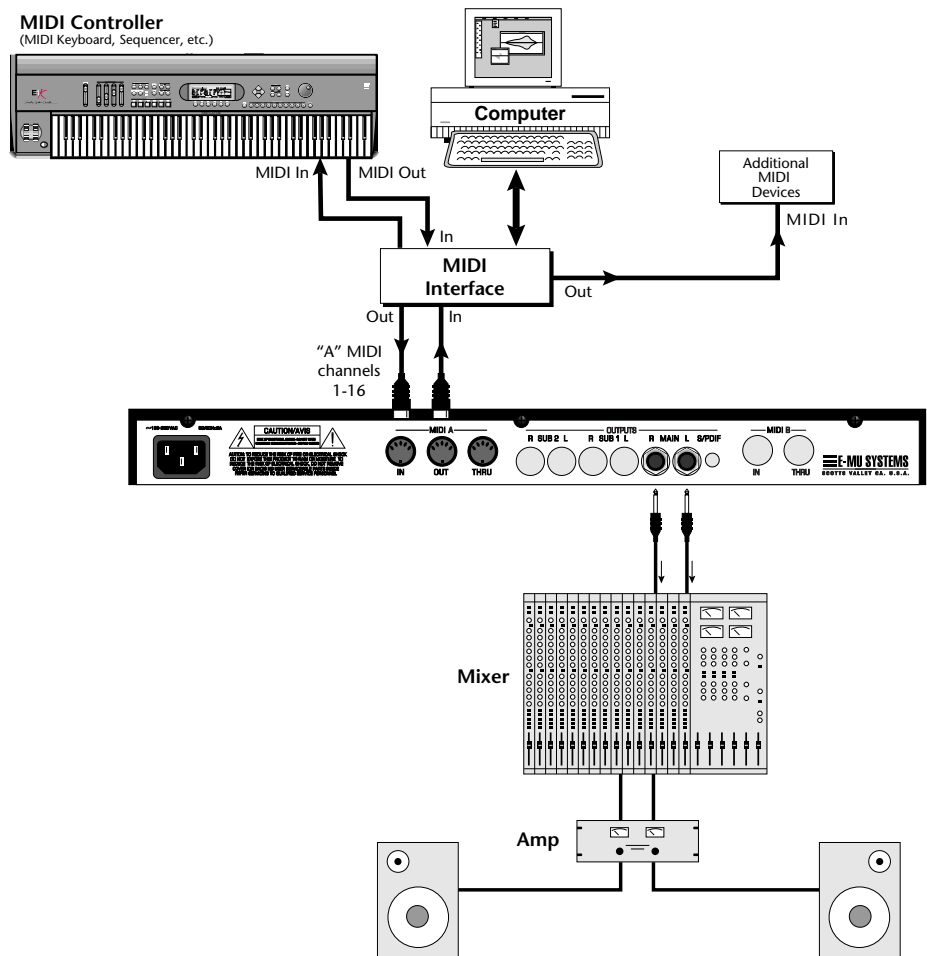 MIDI Controller
(MIDI Keyboard, Sequencer, etc.)
Computer
MIDI In
MIDI Out
Additional
MIDI
Devices
MIDI In
In
MIDI
Interface
Out
Out
In
"A" MIDI
channels
1-16
CAUTION/AVIS
MIDI A
IN
OUT
THRU
OUTPUTS
R SUB 2 L
R SUB 1 L
R MAIN L
S/PDIF
MIDI B
IN
THRU
E-MU SYSTEMS
SCOTTS VALLEY CA. U.S.A.
Mixer
Amp